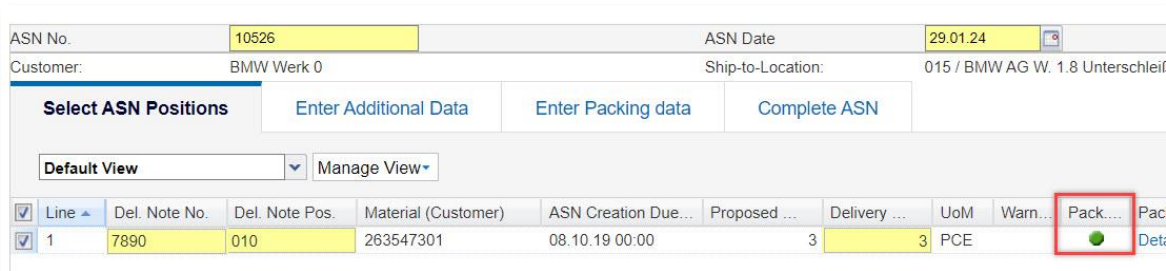 ASN No. 10526 ASN Date 29.01.24
Customer: BMW Werk 0 Ship-to-Location: 015 / BMW AG W. 1.8 Unterschleiß
Select ASN Positions Enter Additional Data Enter Packing data Complete ASN
Default View Manage View
Line Del. Note No. Del. Note Pos. Material (Customer) ASN Creation Due... Proposed ... Delivery ... UoM Warn... Pack.... Pac
1 7890 010 263547301 08.10.19 00:00 3 3 PCE Deta